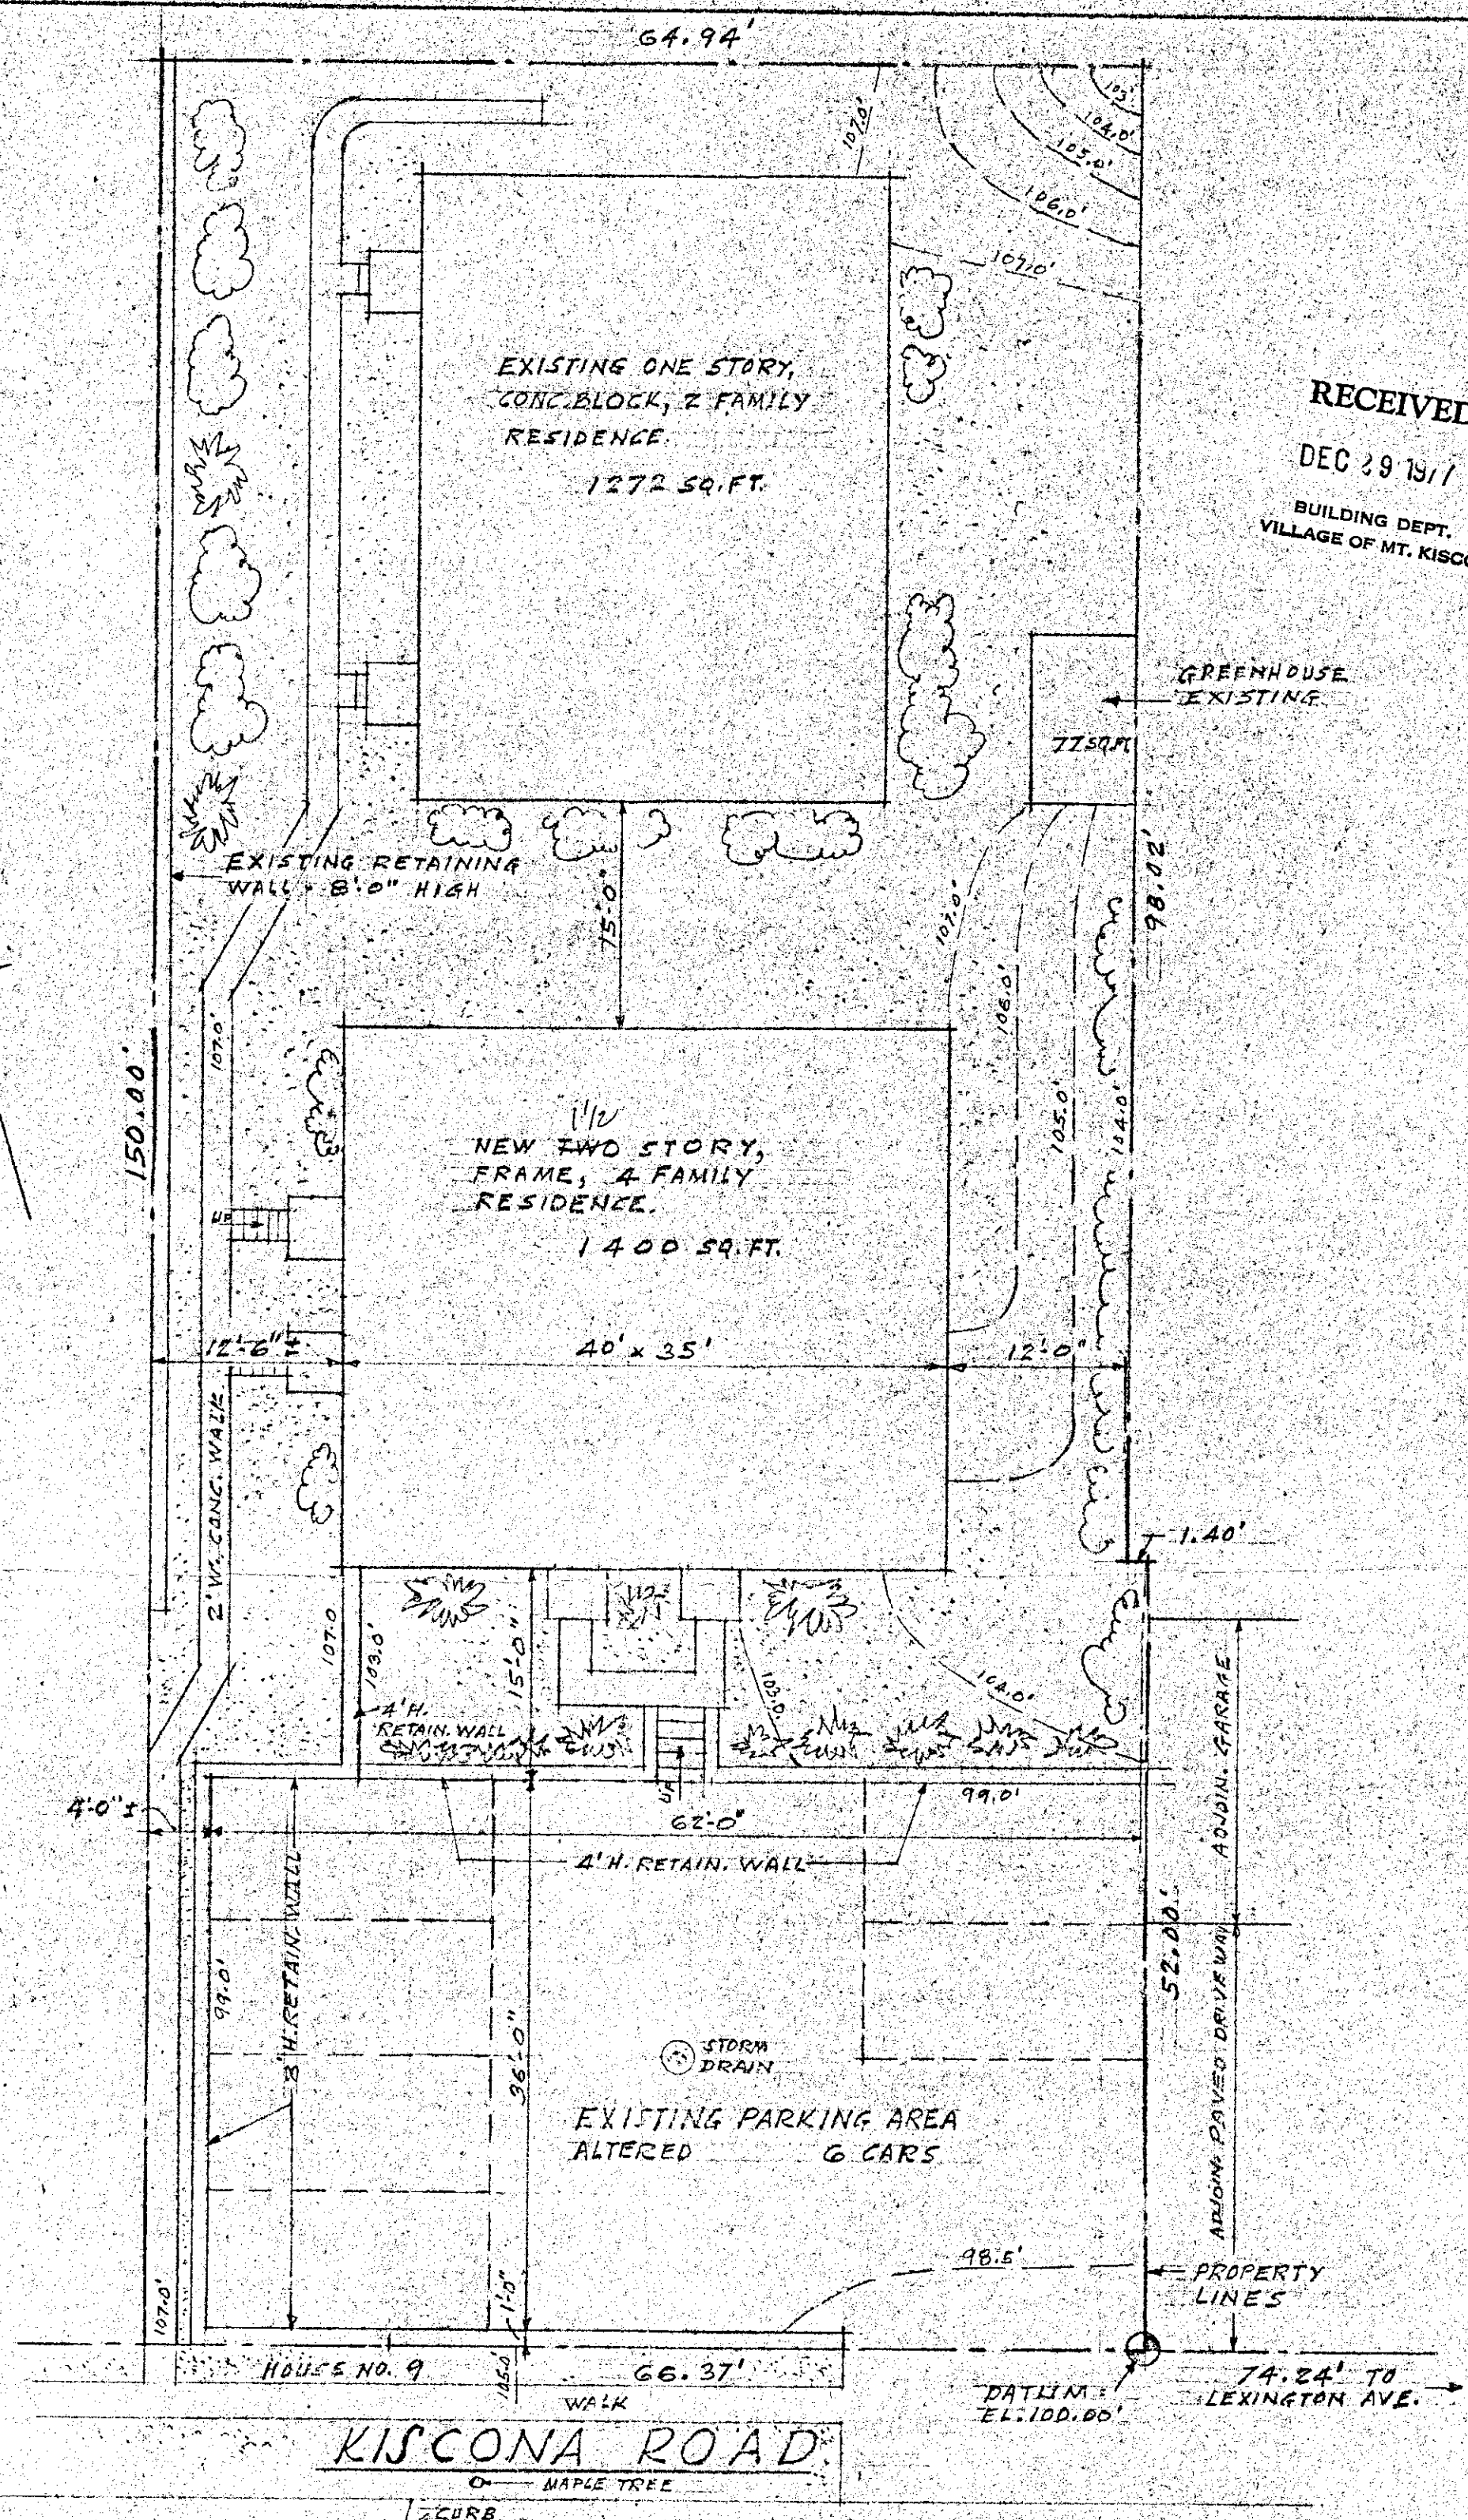 64.94'
103'
104.0'
105.0'
106.0'
107.0'
107.0'
EXISTING ONE STORY,
CONC. BLOCK, 2 FAMILY
RESIDENCE.
1272 SQ. FT.
RECEIVED
DEC 29 1977
BUILDING DEPT.
VILLAGE OF MT. KISCO
GREENHOUSE
EXISTING
77 SQ. FT.
EXISTING RETAINING
WALL - 8'-0" HIGH
15'-0"
98.02'
107.0'
106.0'
105.0'
104.0'
107.0'
150.00'
1 1/2
NEW TWO STORY,
FRAME, 4 FAMILY
RESIDENCE.
1400 SQ. FT.
UP
12'-6" ±
40' x 35'
12'-0"
2' W. CONC. WALK
1.40'
107.0
103.0'
15'-0"
4' H.
RETAIN. WALL
103.0'
104.0'
UP
99.0'
4'-0" ±
62'-0"
4' H. RETAIN. WALL
ADJOIN. GARAGE
8' H. RETAIN. WALL
99.0'
36'-0"
52.00'
STORM
DRAIN
EXISTING PARKING AREA
ALTERED 6 CARS
ADJOIN. PAVED DRIVEWAY
98.5'
PROPERTY
LINES
1'-0"
107.0'
HOUSE NO. 9
105.0'
66.37'
WALK
DATUM:
EL. 100.00'
74.24' TO
LEXINGTON AVE.
KISCONA ROAD
MAPLE TREE
CURB